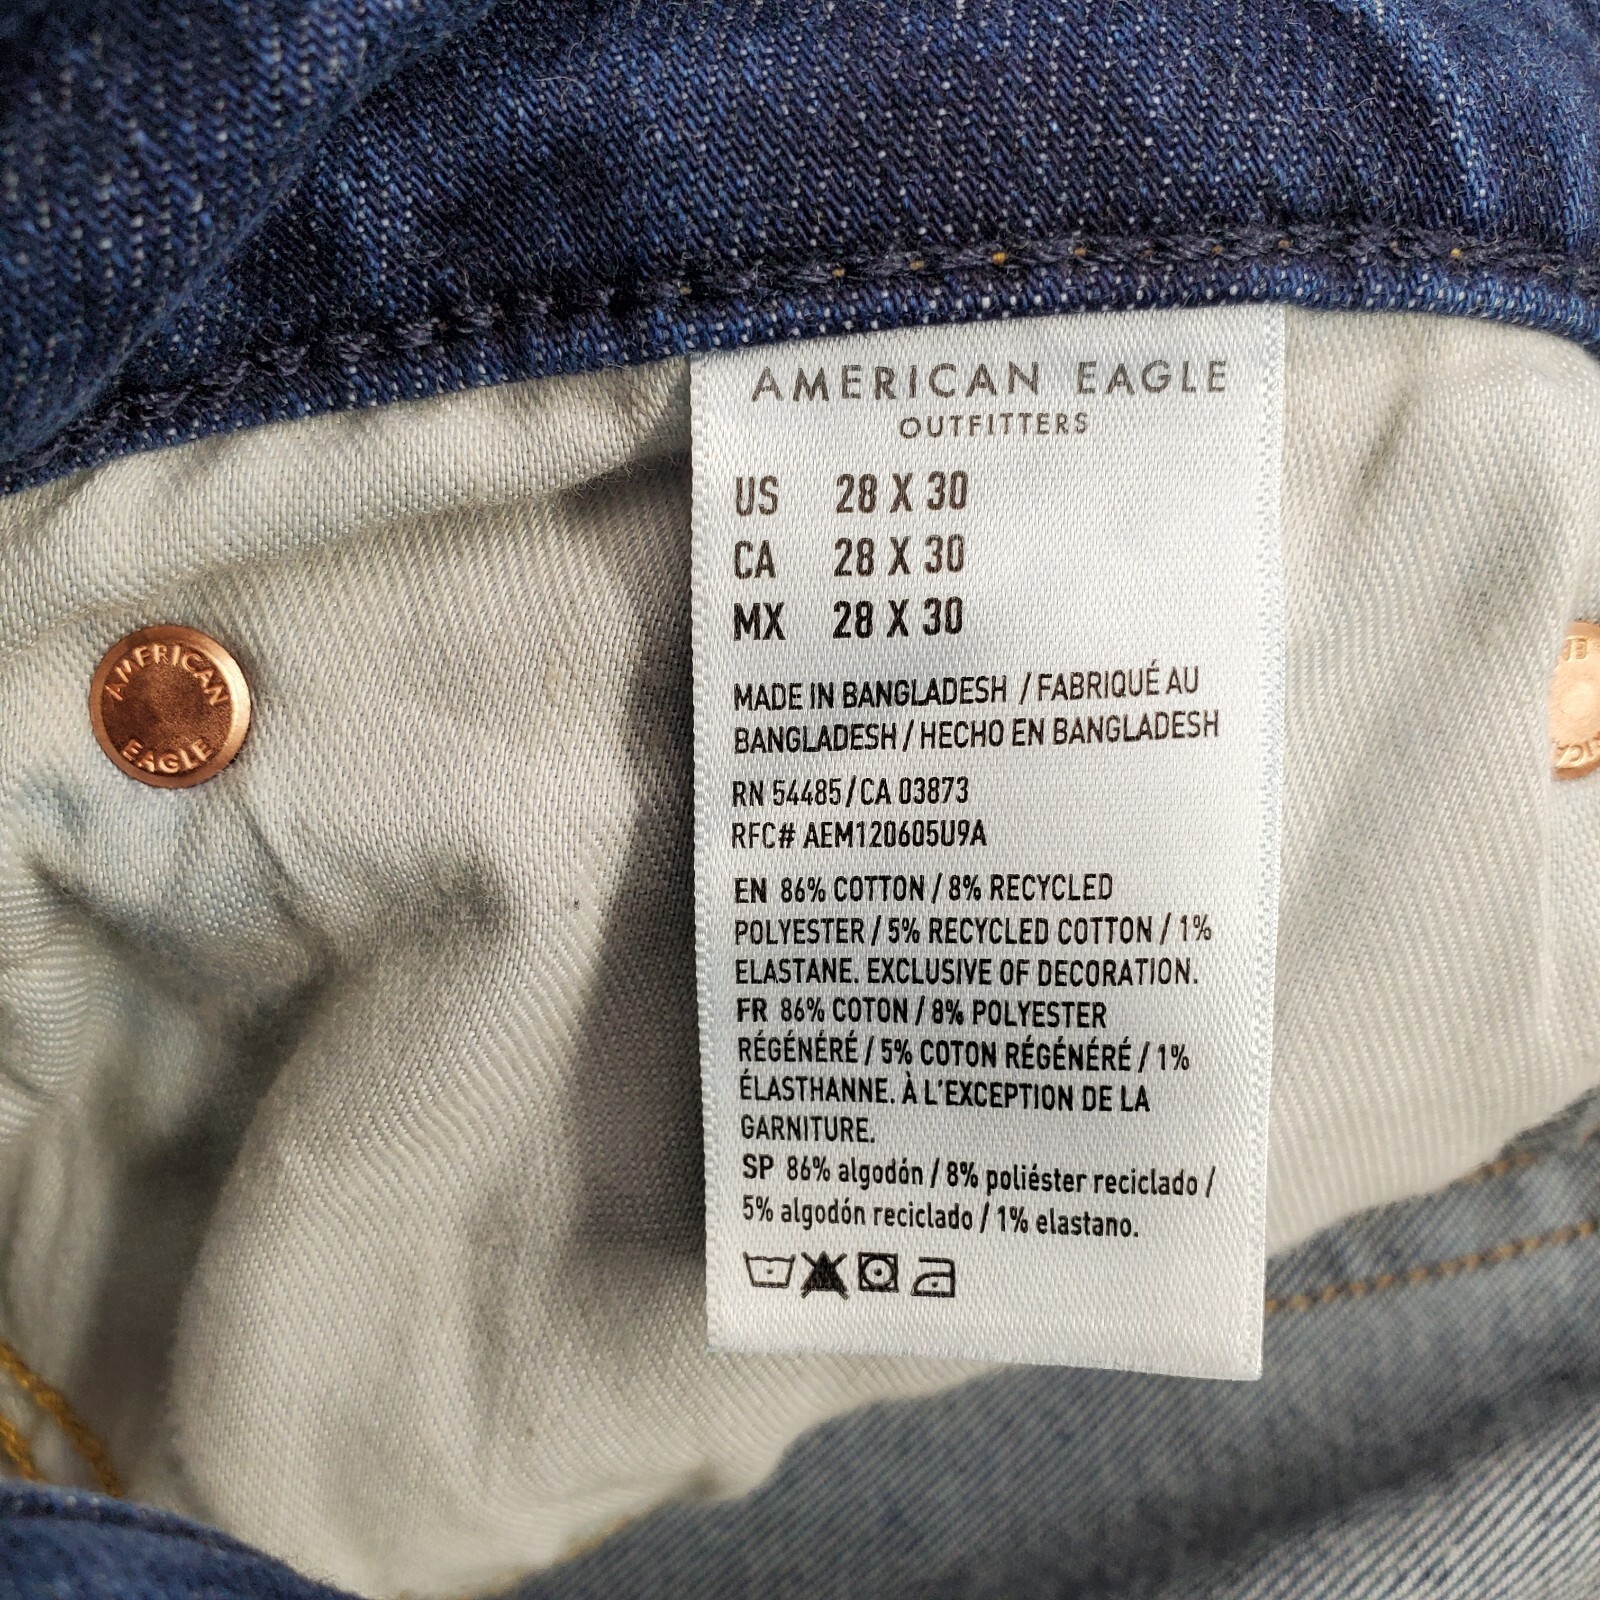 AMERICAN EAGLE
OUTFITTERS
US 28 X 30
CA 28 X 30
MX 28 X 30
MADE IN BANGLADESH / FABRIQUÉ AU
BANGLADESH / HECHO EN BANGLADESH
RN 54485 / CA 03873
RFC# AEM120605U9A
EN 86% COTTON / 8% RECYCLED
POLYESTER / 5% RECYCLED COTTON / 1%
ELASTANE. EXCLUSIVE OF DECORATION.
FR 86% COTON / 8% POLYESTER
RÉGÉNÉRÉ / 5% COTON RÉGÉNÉRÉ / 1%
ÉLASTHANNE. À L'EXCEPTION DE LA
GARNITURE.
SP 86% algodón / 8% poliéster reciclado /
5% algodón reciclado / 1% elastano.
AMERICAN
EAGLE